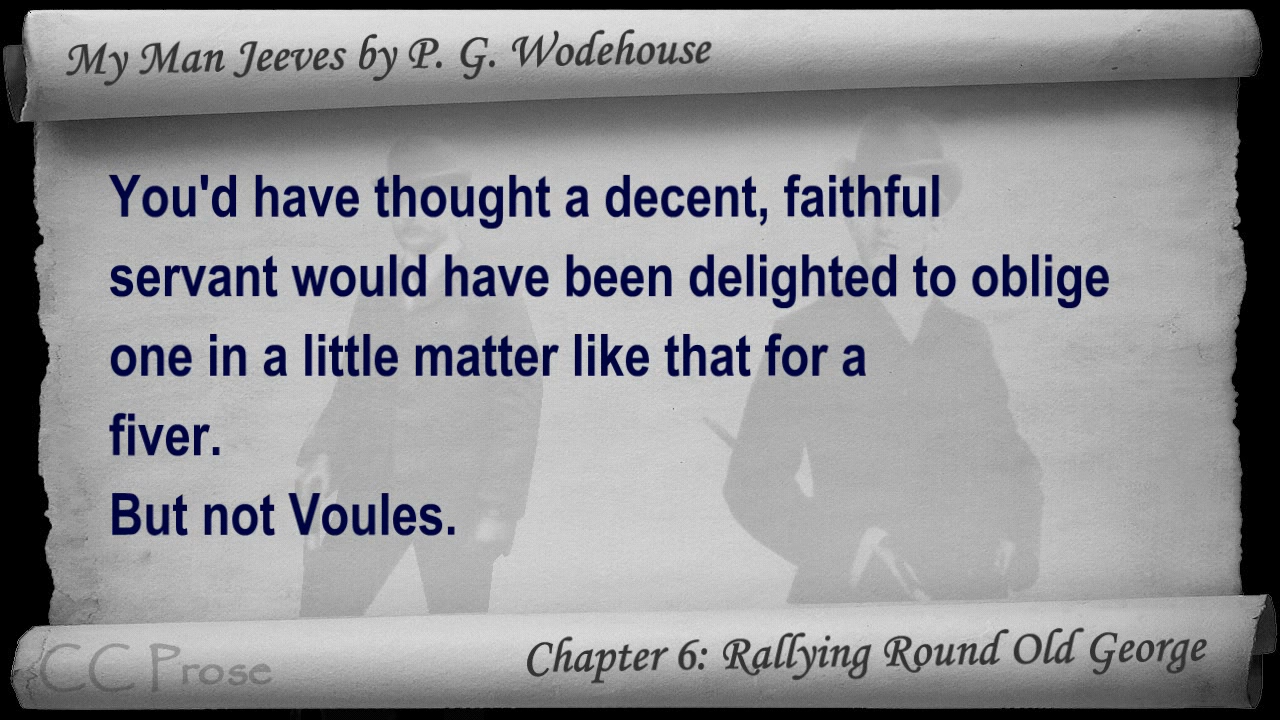 My Man Jeeves by P. G. Wodehouse
You'd have thought a decent, faithful
servant would have been delighted to oblige
one in a little matter like that for a
fiver.
But not Voules.
CC Prose
Chapter 6: Rallying Round Old George